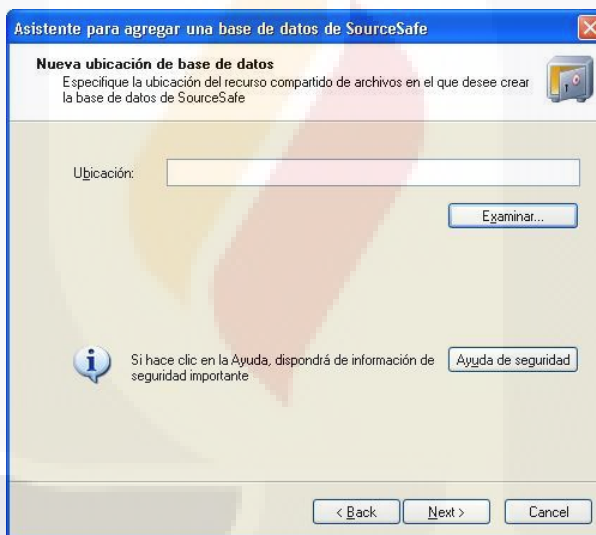 Asistente para agregar una base de datos de SourceSafe
Nueva ubicación de base de datos
Especifique la ubicación del recurso compartido de archivos en el que desee crear
la base de datos de SourceSafe
Ubicación:
Examinar...
Si hace clic en la Ayuda, dispondrá de información de
seguridad importante
Ayuda de seguridad
< Back
Next >
Cancel